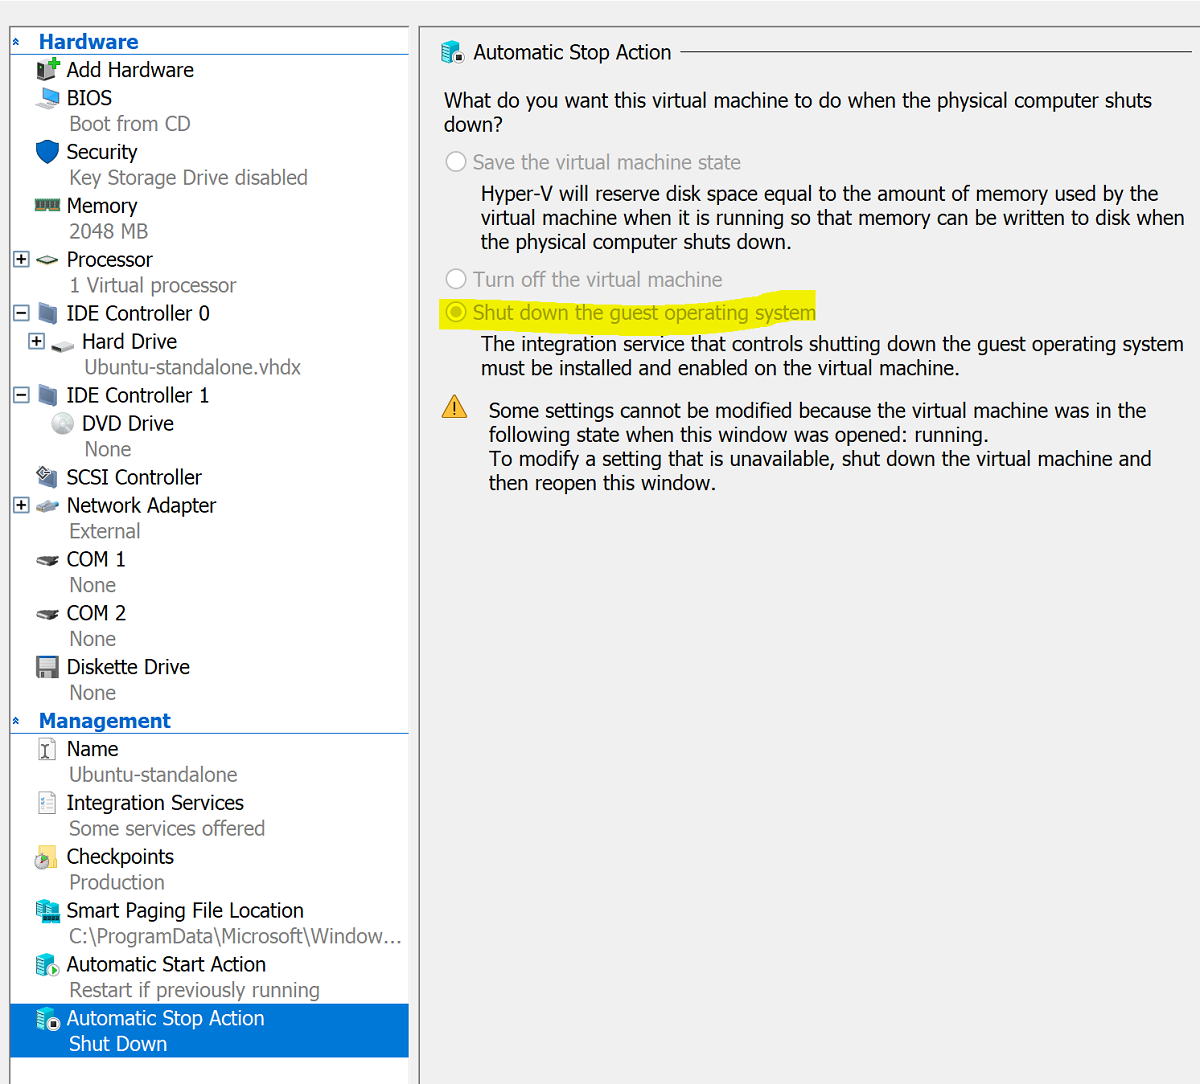 Hardware
Add Hardware
BIOS
Boot from CD
Security
Key Storage Drive disabled
Memory
2048 MB
Processor
1 Virtual processor
IDE Controller 0
Hard Drive
Ubuntu-standalone.vhdx
IDE Controller 1
DVD Drive
None
SCSI Controller
Network Adapter
External
COM 1
None
COM 2
None
Diskette Drive
None
Management
Name
Ubuntu-standalone
Integration Services
Some services offered
Checkpoints
Production
Smart Paging File Location
C:\ProgramData\Microsoft\Window...
Automatic Start Action
Restart if previously running
Automatic Stop Action
Shut Down
Automatic Stop Action
What do you want this virtual machine to do when the physical computer shuts
down?
Save the virtual machine state
Hyper-V will reserve disk space equal to the amount of memory used by the
virtual machine when it is running so that memory can be written to disk when
the physical computer shuts down.
Turn off the virtual machine
Shut down the guest operating system
The integration service that controls shutting down the guest operating system
must be installed and enabled on the virtual machine.
Some settings cannot be modified because the virtual machine was in the
following state when this window was opened: running.
To modify a setting that is unavailable, shut down the virtual machine and
then reopen this window.